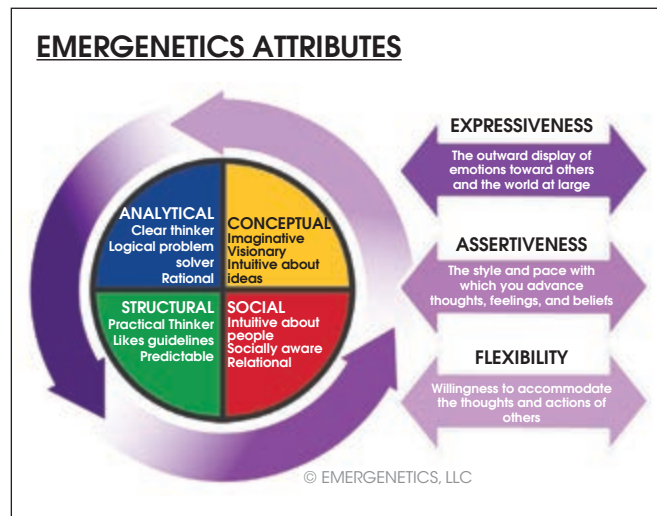 EMERGENETICS ATTRIBUTES
ANALYTICAL
Clear thinker
Logical problem
solver
Rational
CONCEPTUAL
Imaginative
Visionary
Intuitive about
ideas
STRUCTURAL
Practical Thinker
Likes guidelines
Predictable
SOCIAL
Intuitive about
people
Socially aware
Relational
EXPRESSIVENESS
The outward display of
emotions toward others
and the world at large
ASSERTIVENESS
The style and pace with
which you advance
thoughts, feelings, and beliefs
FLEXIBILITY
Willingness to accommodate
the thoughts and actions of
others
© EMERGENETICS, LLC